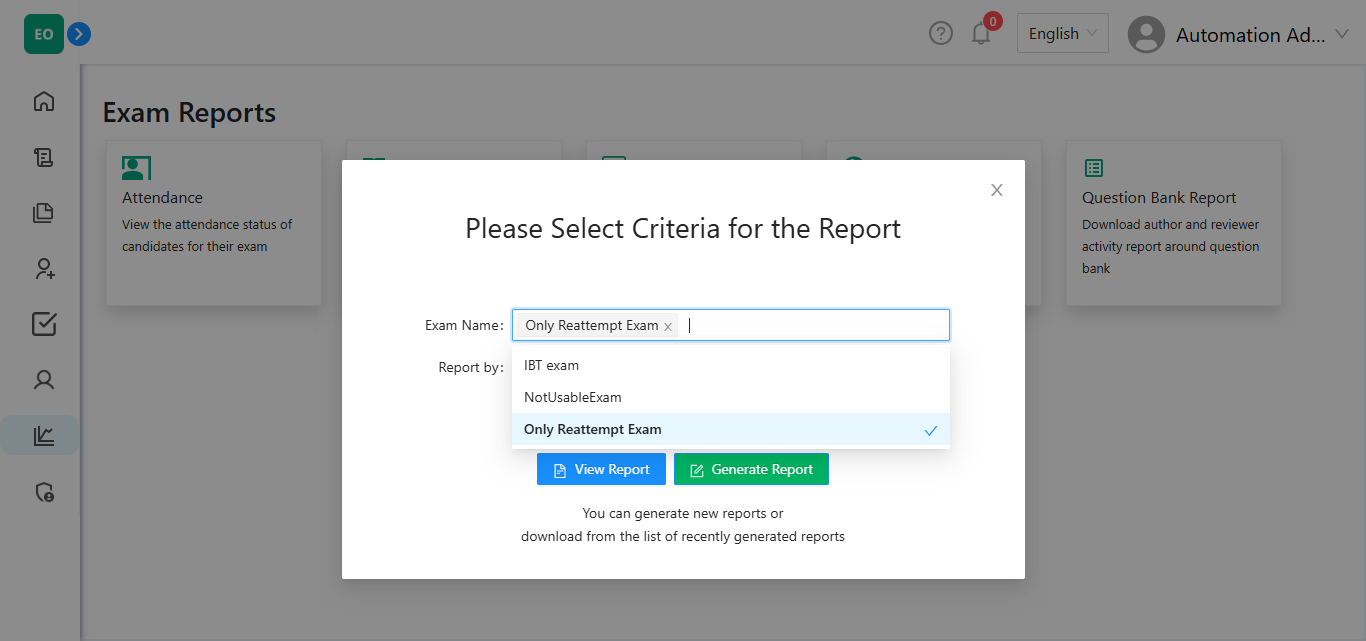 EO
0
English
Automation Ad...
Exam Reports
Attendance
View the attendance status of
candidates for their exam
Question Bank Report
Download author and reviewer
activity report around question
bank
Please Select Criteria for the Report
Exam Name: Only Reattempt Exam
Report by:
IBT exam
NotUsableExam
Only Reattempt Exam
View Report
Generate Report
You can generate new reports or
download from the list of recently generated reports